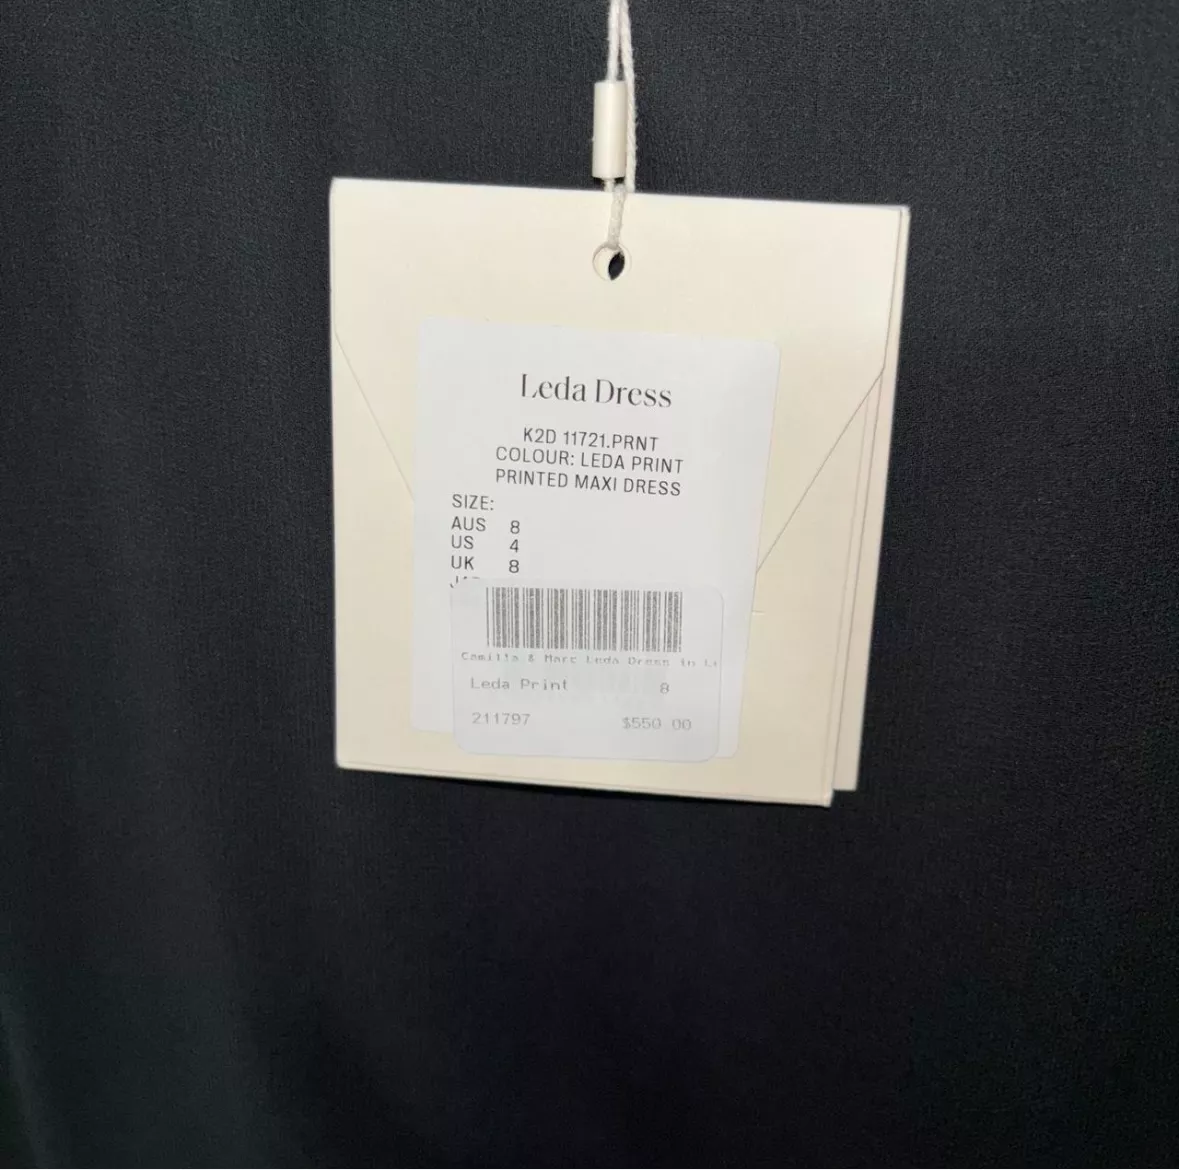 Leda Dress
K2D 11721.PRNT
COLOUR: LEDA PRINT
PRINTED MAXI DRESS
SIZE:
AUS 8
US 4
UK 8
Camilla & Marc Leda Dress in
Leda Print 8
211797 $550.00